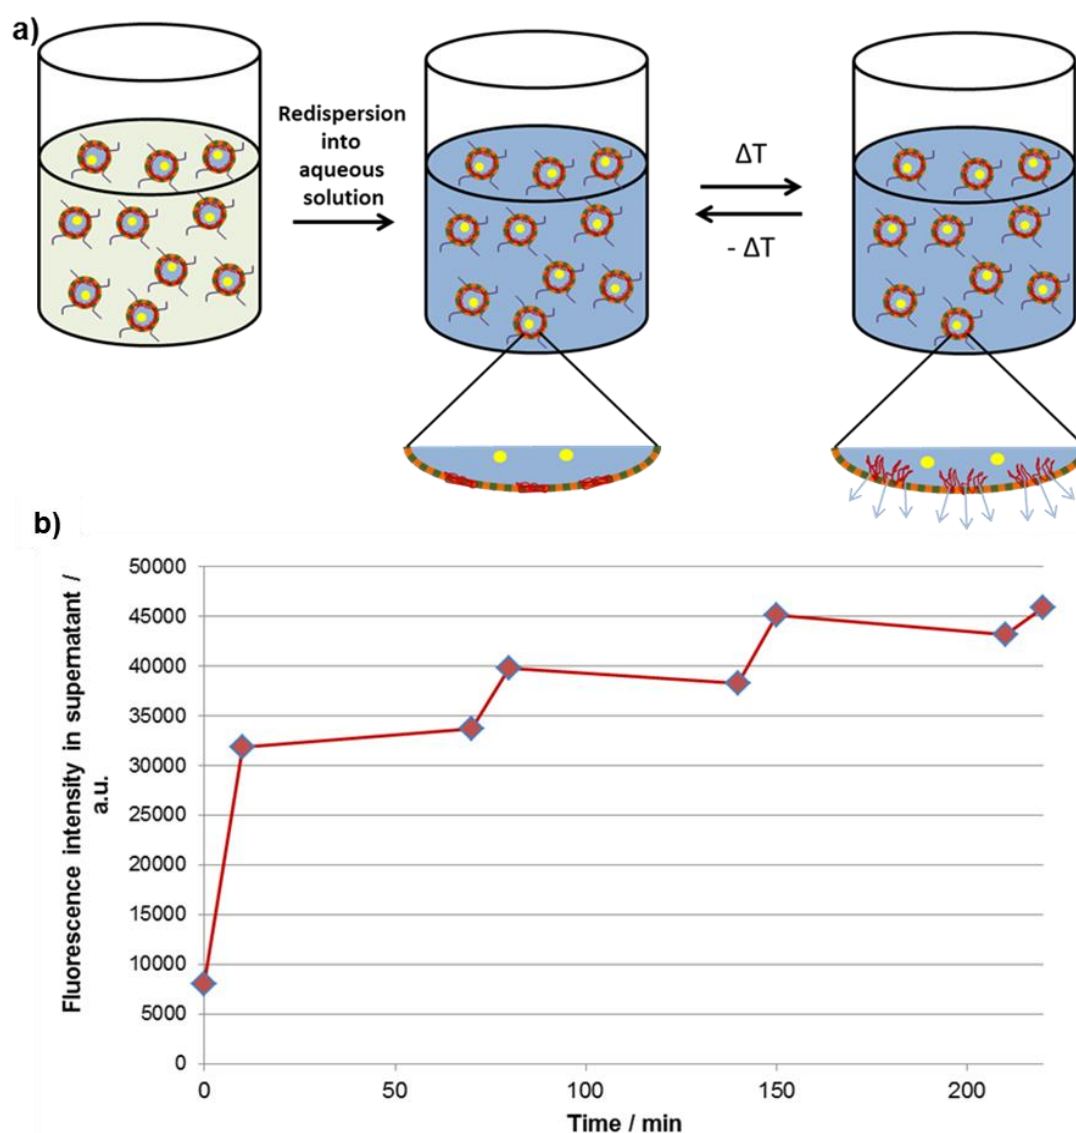 a)
Redispersion
into
aqueous
solution
ΔT
- ΔT
b)
Fluorescence intensity in supernatant /
a.u.
50000
45000
40000
35000
30000
25000
20000
15000
10000
5000
0
0 50 100 150 200
Time / min